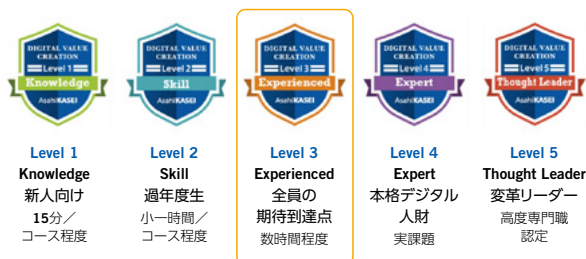 DIGITAL VALUE
CREATION
Level 1
Knowledge
AsahiKASEI
DIGITAL VALUE
CREATION
Level 2
Skill
AsahiKASEI
DIGITAL VALUE
CREATION
Level 3
Experienced
AsahiKASEI
DIGITAL VALUE
CREATION
Level 4
Expert
AsahiKASEI
DIGITAL VALUE
CREATION
Level 5
Thought Leader
AsahiKASEI
Level 1
Knowledge
新人向け
15分／
コース程度
Level 2
Skill
過年度生
小一時間／
コース程度
Level 3
Experienced
全員の
期待到達点
数時間程度
Level 4
Expert
本格デジタル
人財
実課題
Level 5
Thought Leader
変革リーダー
高度専門職
認定